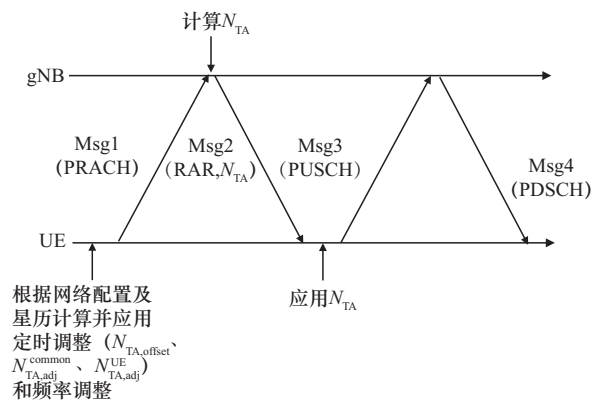 计算N_TA
gNB
Msg1
(PRACH)
Msg2
(RAR,N_TA)
Msg3
(PUSCH)
Msg4
(PDSCH)
UE
根据网络配置及
星历计算并应用
定时调整（N_TA,offset、
N_TA,adj^common、N_TA,adj^UE）
和频率调整
应用N_TA